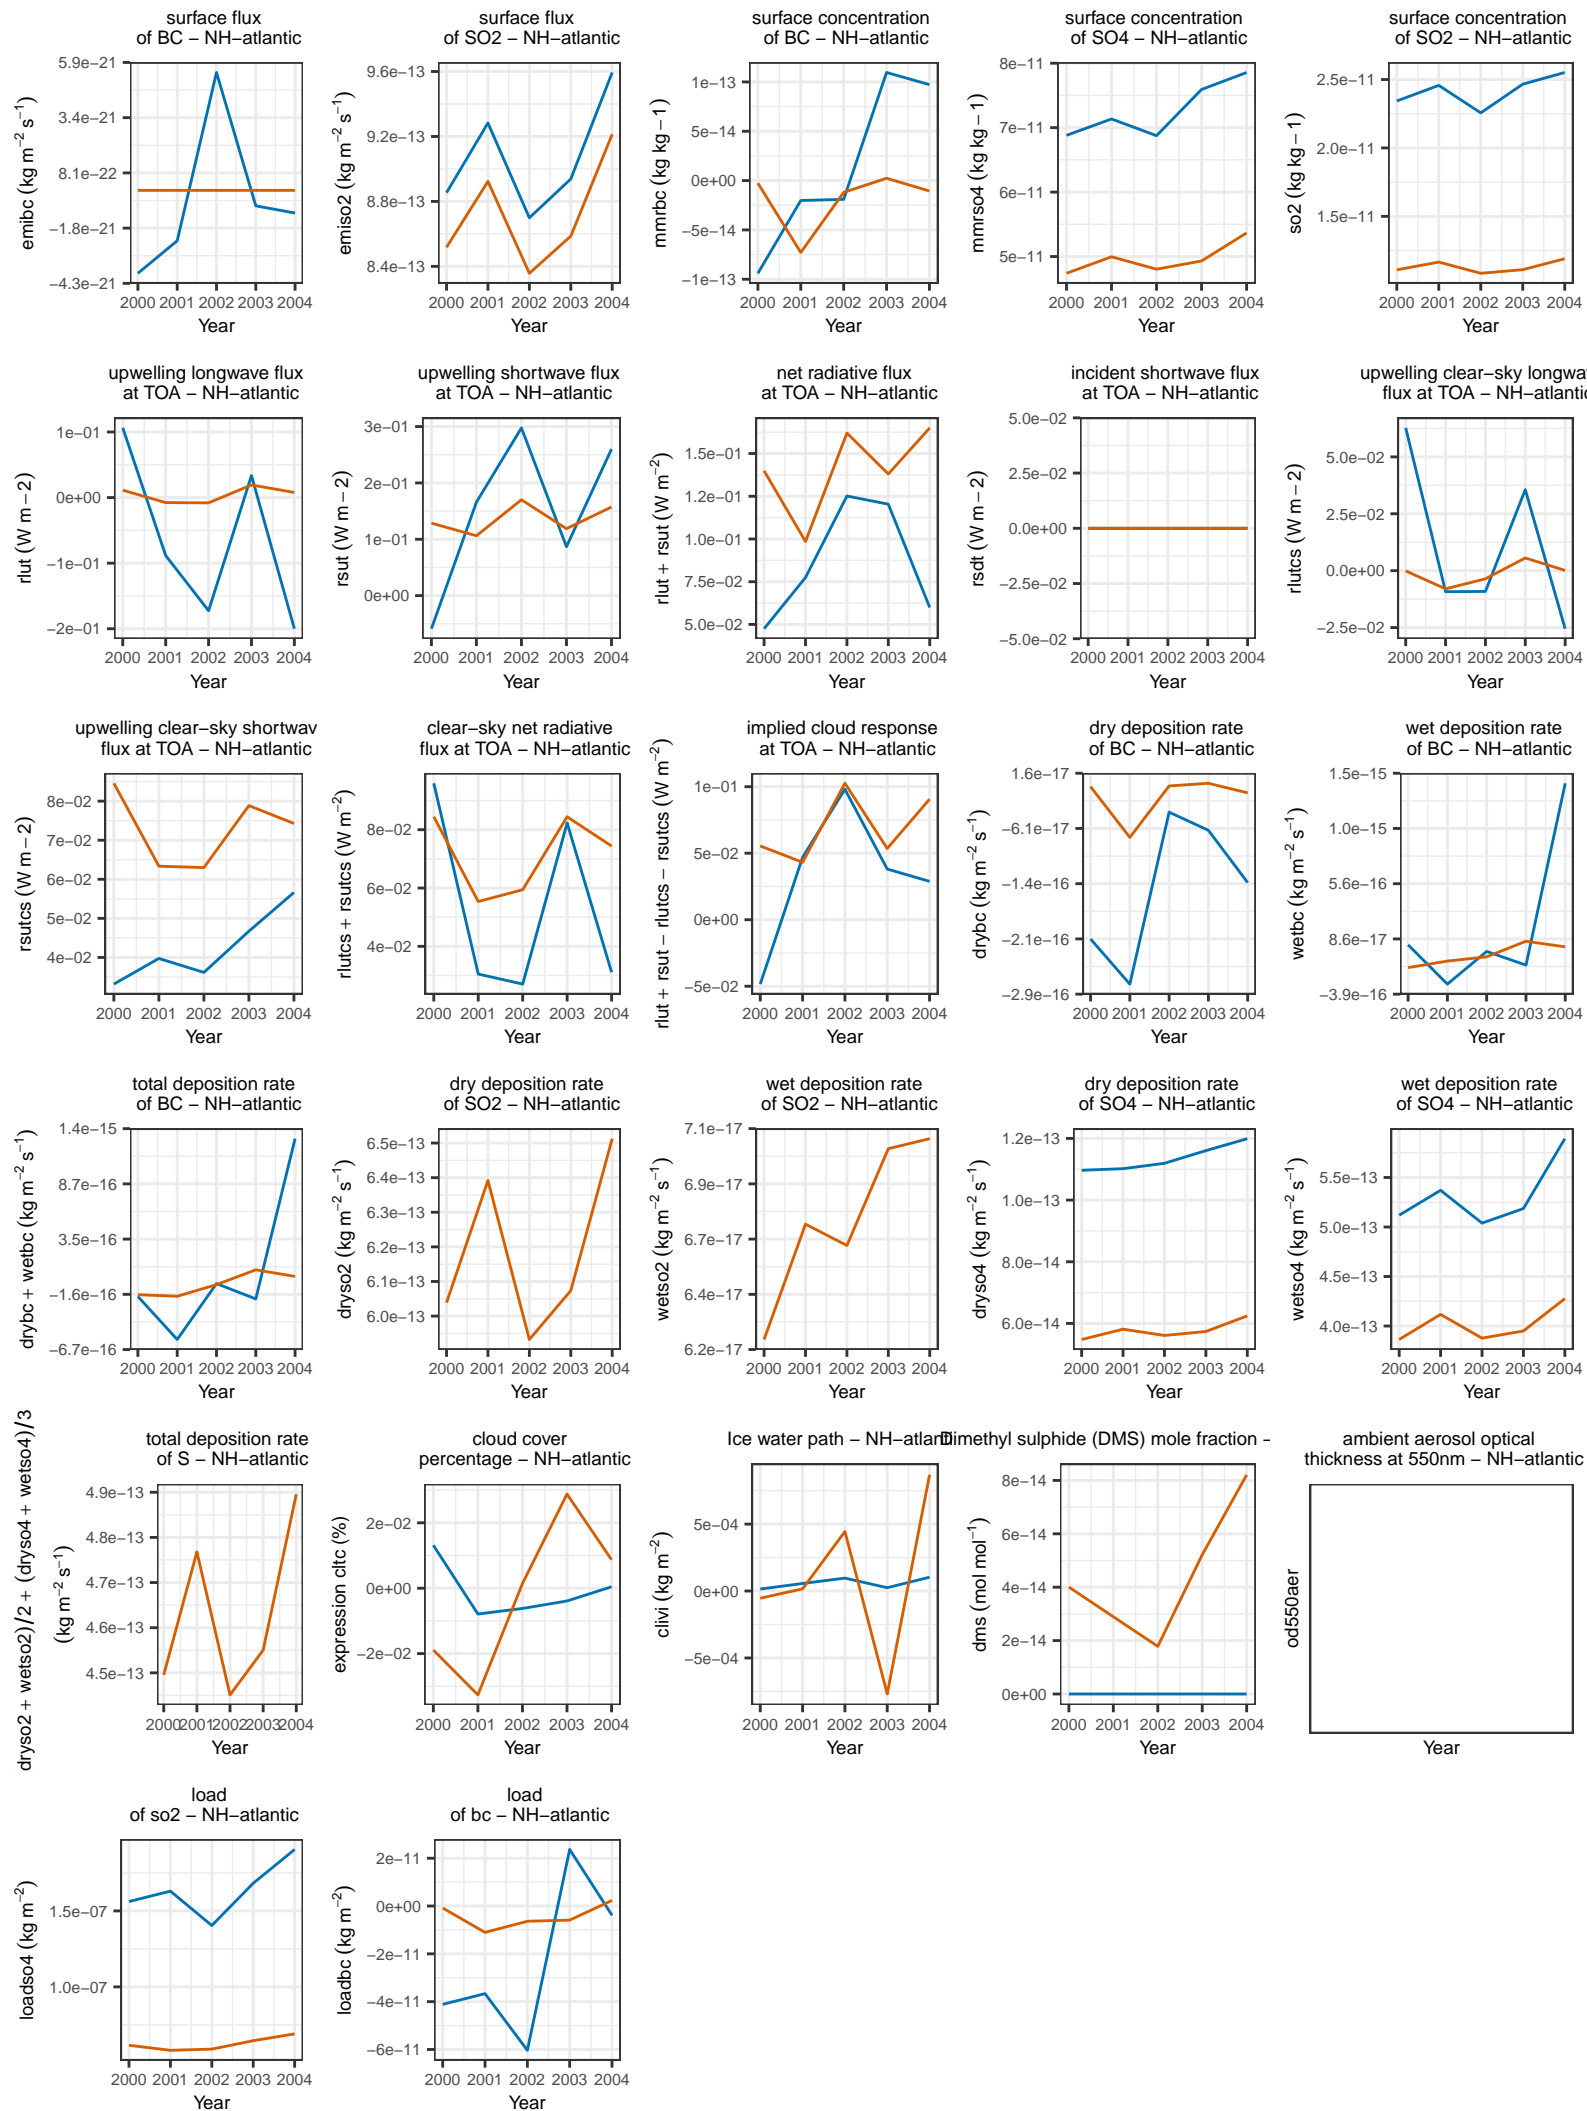 surface flux
of BC − NH−atlantic
emibc (kg m−2 s−1)
5.9e−21
3.4e−21
8.1e−22
−1.8e−21
−4.3e−21
2000 2001 2002 2003 2004
Year
surface flux
of SO2 − NH−atlantic
emiso2 (kg m−2 s−1)
9.6e−13
9.2e−13
8.8e−13
8.4e−13
2000 2001 2002 2003 2004
Year
surface concentration
of BC − NH−atlantic
mmrbc (kg kg − 1)
1e−13
5e−14
0e+00
−5e−14
−1e−13
2000 2001 2002 2003 2004
Year
surface concentration
of SO4 − NH−atlantic
mmrso4 (kg kg − 1)
8e−11
7e−11
6e−11
5e−11
2000 2001 2002 2003 2004
Year
surface concentration
of SO2 − NH−atlantic
so2 (kg kg − 1)
2.5e−11
2.0e−11
1.5e−11
2000 2001 2002 2003 2004
Year
upwelling longwave flux
at TOA − NH−atlantic
rlut (W m − 2)
1e−01
0e+00
−1e−01
−2e−01
2000 2001 2002 2003 2004
Year
upwelling shortwave flux
at TOA − NH−atlantic
rsut (W m − 2)
3e−01
2e−01
1e−01
0e+00
2000 2001 2002 2003 2004
Year
net radiative flux
at TOA − NH−atlantic
rlut + rsut (W m−2)
1.5e−01
1.2e−01
1.0e−01
7.5e−02
5.0e−02
2000 2001 2002 2003 2004
Year
incident shortwave flux
at TOA − NH−atlantic
rsdt (W m − 2)
5.0e−02
2.5e−02
0.0e+00
−2.5e−02
−5.0e−02
2000 2001 2002 2003 2004
Year
upwelling clear−sky longwa
flux at TOA − NH−atlantic
rlutcs (W m − 2)
5.0e−02
2.5e−02
0.0e+00
−2.5e−02
2000 2001 2002 2003 2004
Year
upwelling clear−sky shortwav
flux at TOA − NH−atlantic
rsutcs (W m − 2)
8e−02
7e−02
6e−02
5e−02
4e−02
2000 2001 2002 2003 2004
Year
clear−sky net radiative
flux at TOA − NH−atlantic
rlutcs + rsutcs (W m−2)
8e−02
6e−02
4e−02
2000 2001 2002 2003 2004
Year
implied cloud response
at TOA − NH−atlantic
rlut + rsut − rlutcs − rsutcs (W m−2)
1e−01
5e−02
0e+00
−5e−02
2000 2001 2002 2003 2004
Year
dry deposition rate
of BC − NH−atlantic
drybc (kg m−2 s−1)
1.6e−17
−6.1e−17
−1.4e−16
−2.1e−16
−2.9e−16
2000 2001 2002 2003 2004
Year
wet deposition rate
of BC − NH−atlantic
wetbc (kg m−2 s−1)
1.5e−15
1.0e−15
5.6e−16
8.6e−17
−3.9e−16
2000 2001 2002 2003 2004
Year
total deposition rate
of BC − NH−atlantic
drybc + wetbc (kg m−2 s−1)
1.4e−15
8.7e−16
3.5e−16
−1.6e−16
−6.7e−16
2000 2001 2002 2003 2004
Year
dry deposition rate
of SO2 − NH−atlantic
dryso2 (kg m−2 s−1)
6.5e−13
6.4e−13
6.3e−13
6.2e−13
6.1e−13
6.0e−13
2000 2001 2002 2003 2004
Year
wet deposition rate
of SO2 − NH−atlantic
wetso2 (kg m−2 s−1)
7.1e−17
6.9e−17
6.7e−17
6.4e−17
6.2e−17
2000 2001 2002 2003 2004
Year
dry deposition rate
of SO4 − NH−atlantic
dryso4 (kg m−2 s−1)
1.2e−13
1.0e−13
8.0e−14
6.0e−14
2000 2001 2002 2003 2004
Year
wet deposition rate
of SO4 − NH−atlantic
wetso4 (kg m−2 s−1)
5.5e−13
5.0e−13
4.5e−13
4.0e−13
2000 2001 2002 2003 2004
Year
total deposition rate
of S − NH−atlantic
dryso2 + wetso2)/2 + (dryso4 + wetso4)/3
(kg m−2 s−1)
4.9e−13
4.8e−13
4.7e−13
4.6e−13
4.5e−13
2000 2001 2002 2003 2004
Year
cloud cover
percentage − NH−atlantic
expression cltc (%)
2e−02
0e+00
−2e−02
2000 2001 2002 2003 2004
Year
Ice water path − NH−atlanti
clivi (kg m−2)
5e−04
0e+00
−5e−04
2000 2001 2002 2003 2004
Year
Dimethyl sulphide (DMS) mole fraction −
dms (mol mol−1)
8e−14
6e−14
4e−14
2e−14
0e+00
2000 2001 2002 2003 2004
Year
ambient aerosol optical
thickness at 550nm − NH−atlantic
od550aer
Year
load
of so2 − NH−atlantic
loadso4 (kg m−2)
1.5e−07
1.0e−07
2000 2001 2002 2003 2004
Year
load
of bc − NH−atlantic
loadbc (kg m−2)
2e−11
0e+00
−2e−11
−4e−11
−6e−11
2000 2001 2002 2003 2004
Year